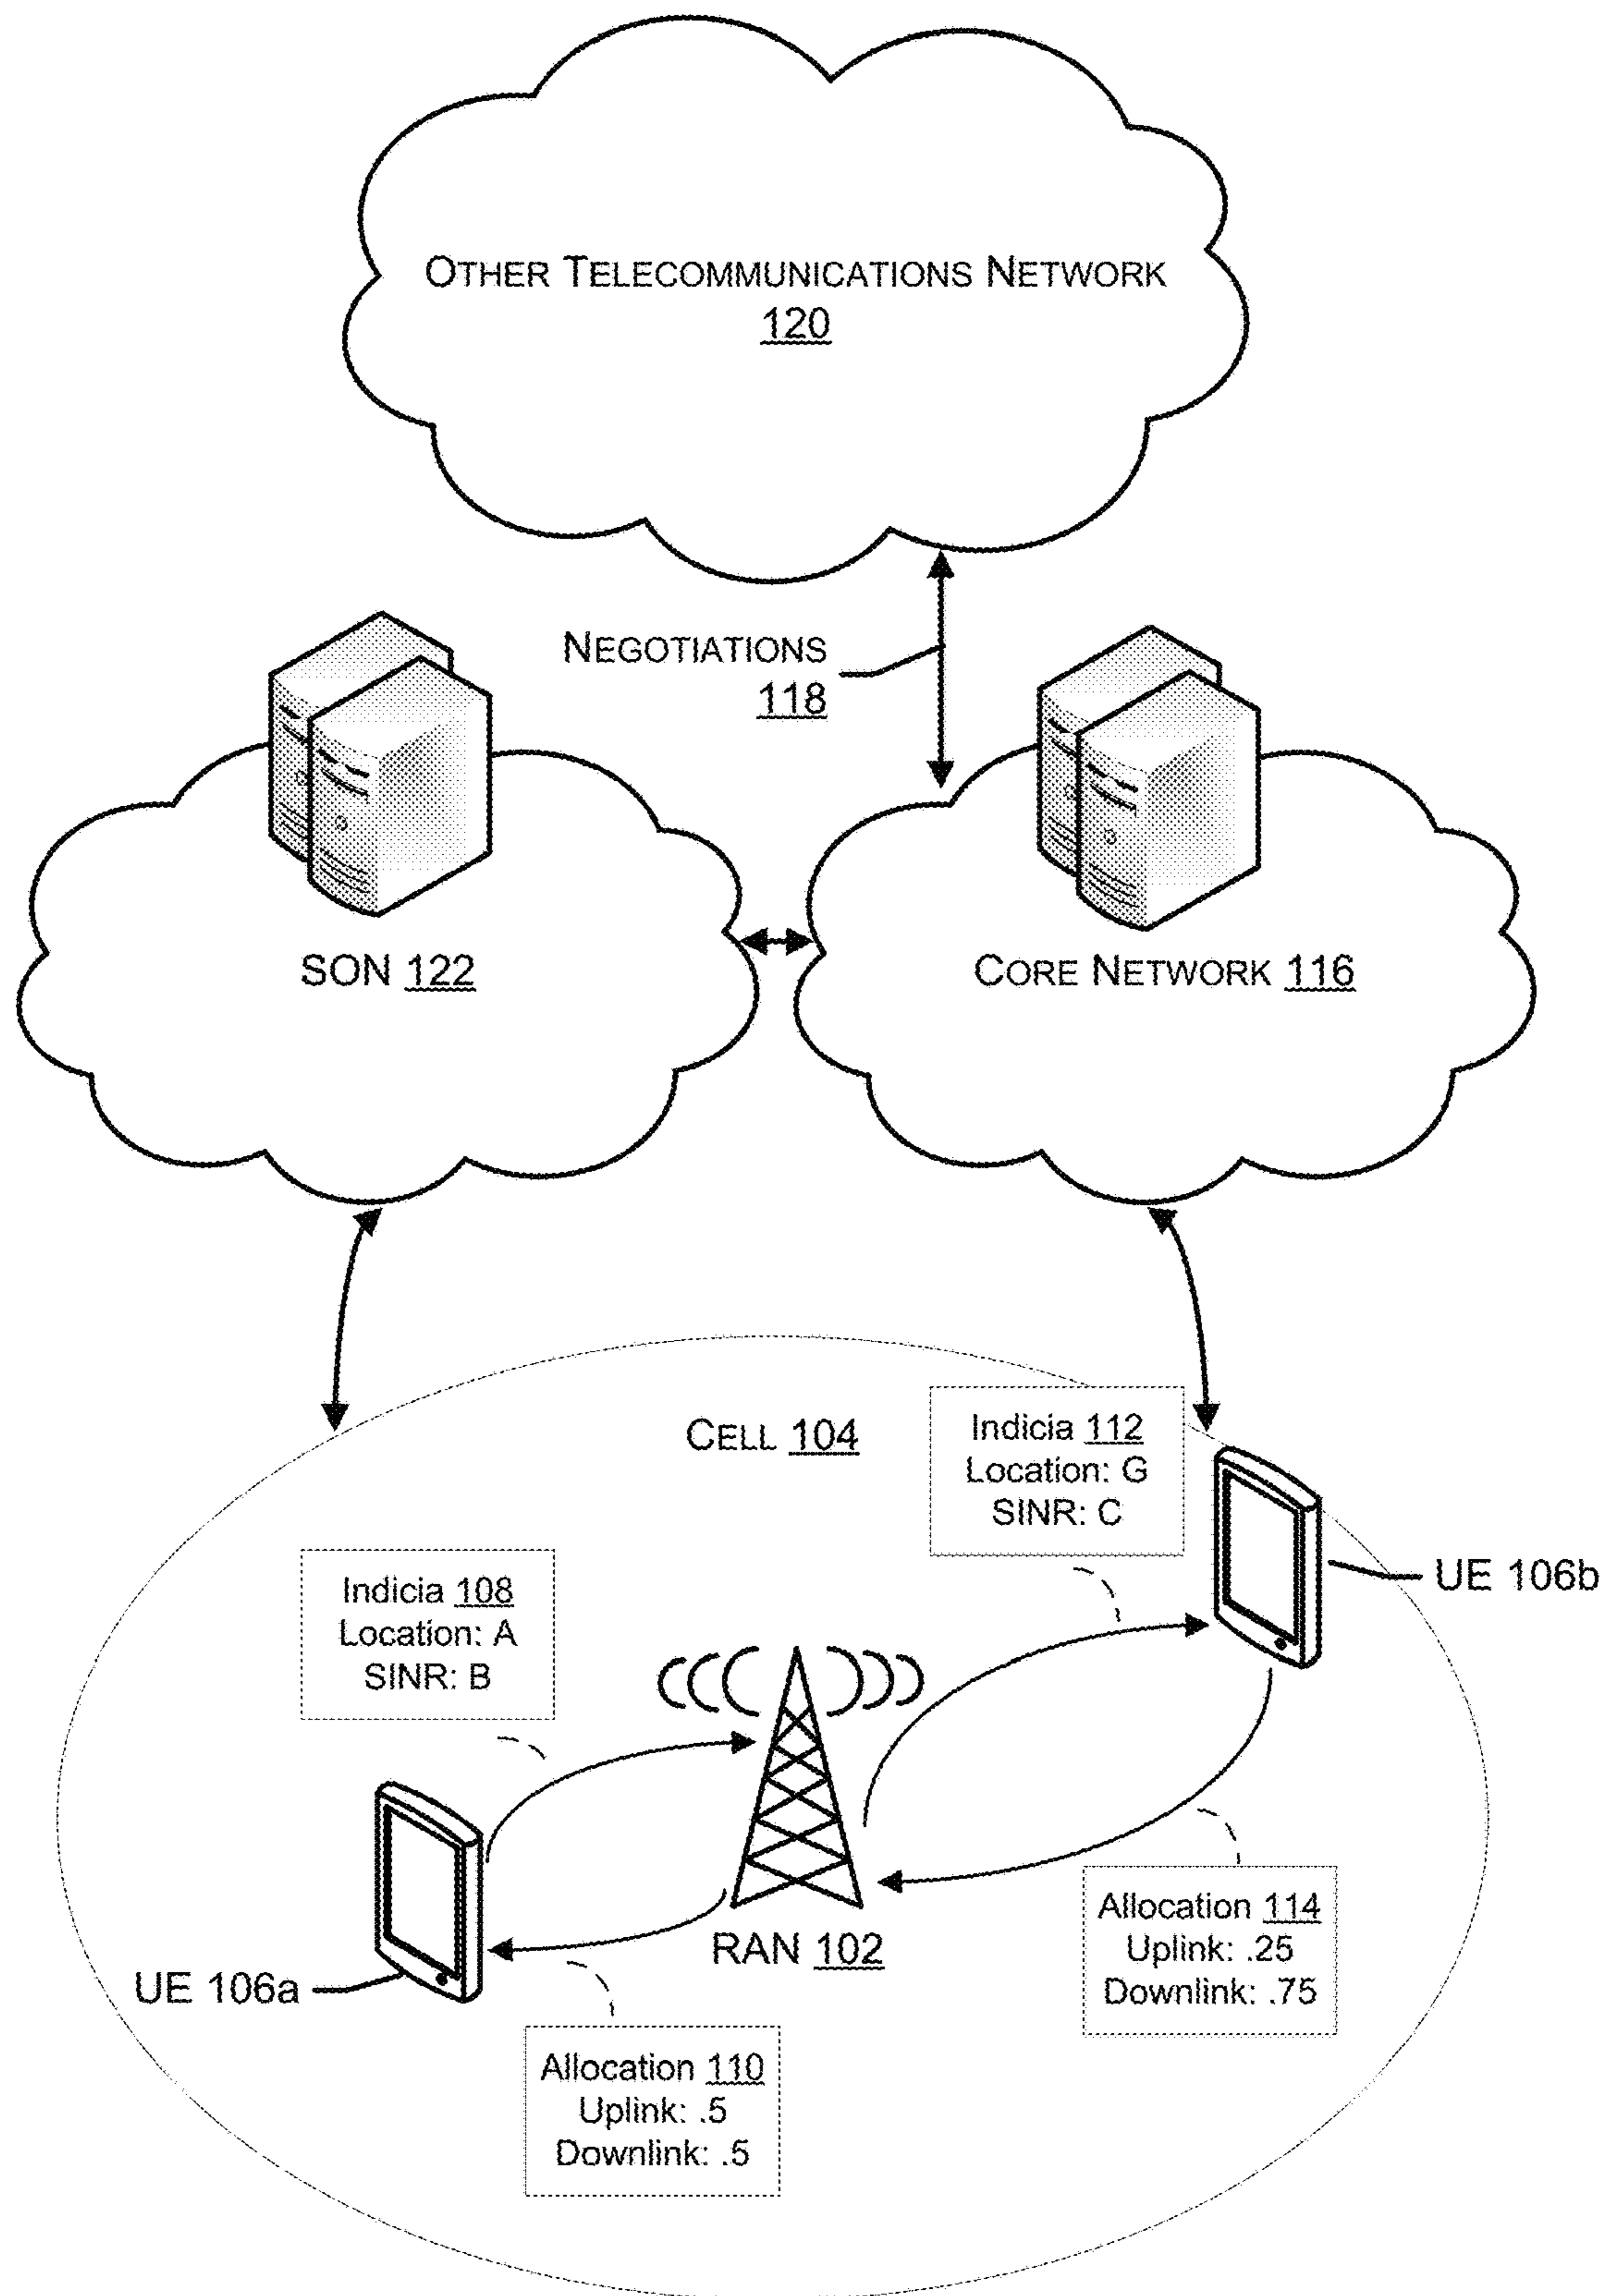 OTHER TELECOMMUNICATIONS NETWORK
120
NEGOTIATIONS
118
SON 122
CORE NETWORK 116
CELL 104
Indicia 112
Location: G
SINR: C
UE 106b
Indicia 108
Location: A
SINR: B
RAN 102
UE 106a
Allocation 114
Uplink: .25
Downlink: .75
Allocation 110
Uplink: .5
Downlink: .5